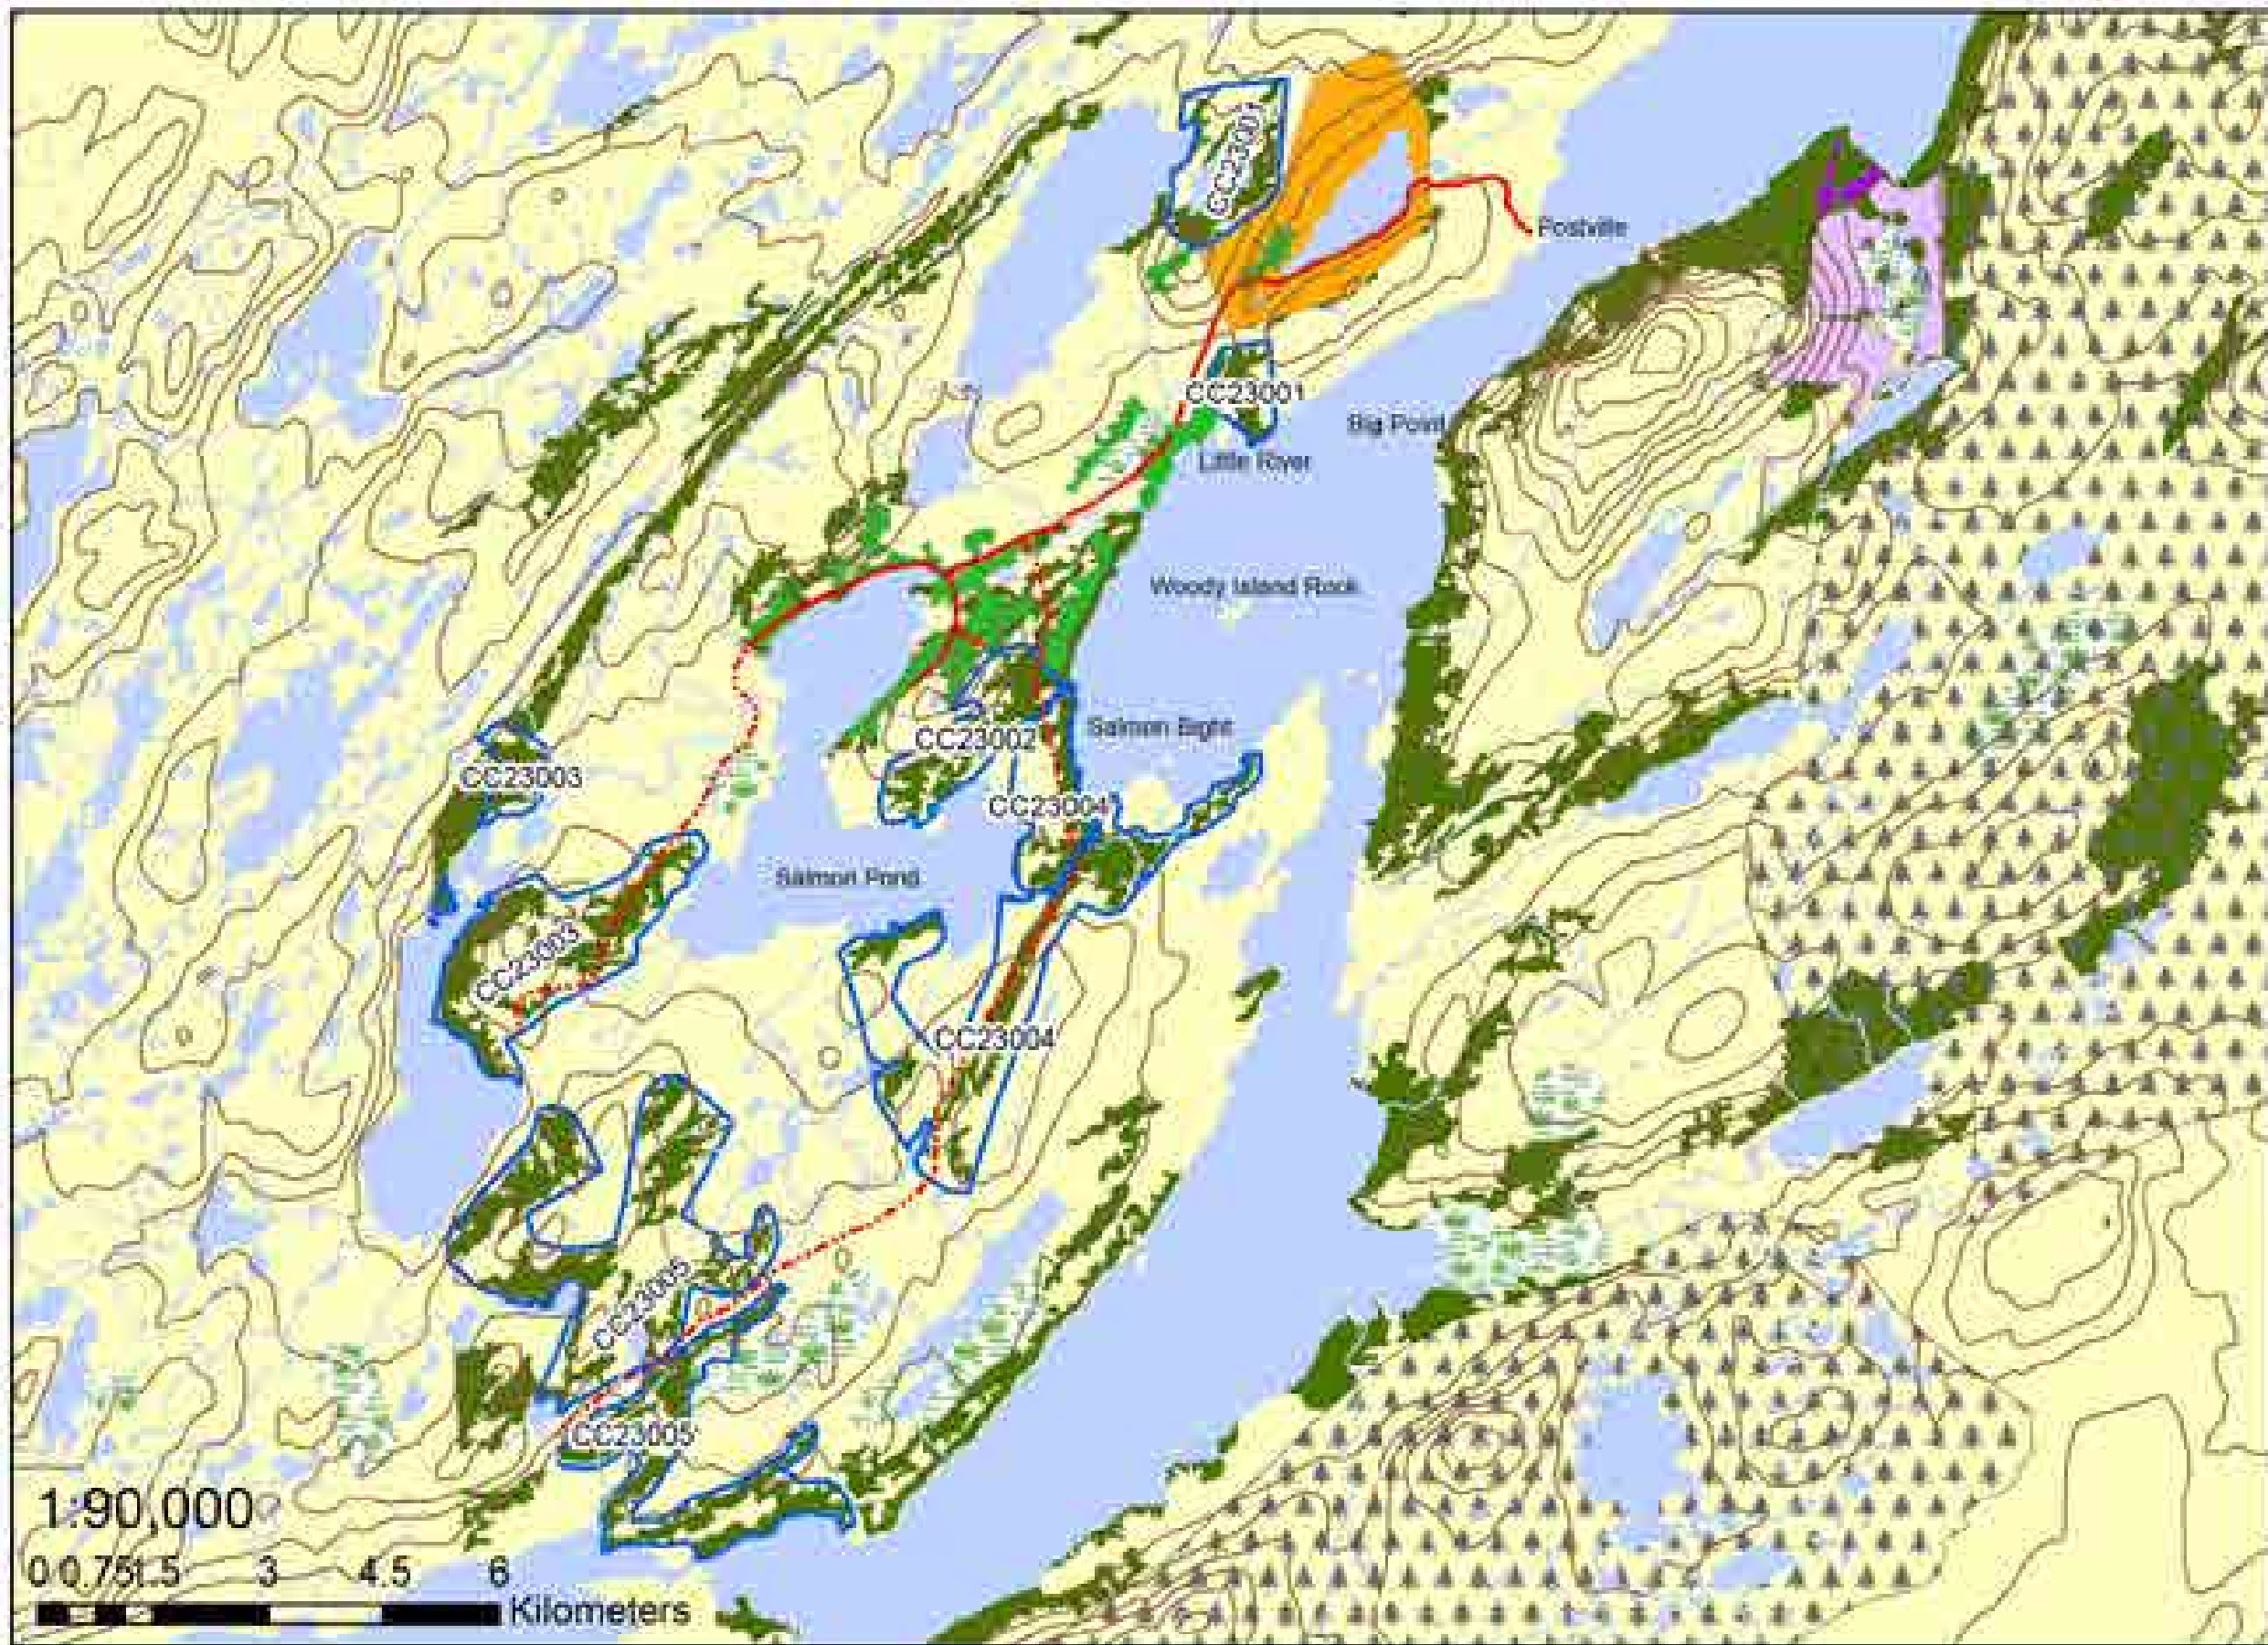 CC23001
Postville
CC23001
Big Point
Little River
Woody Island Rock
Salmon Bight
CC23002
CC23003
CC23004
Salmon Pond
CC23003
CC23004
CC23005
CC23005
1:90,000
0 0.75 1.5 3 4.5 6
Kilometers